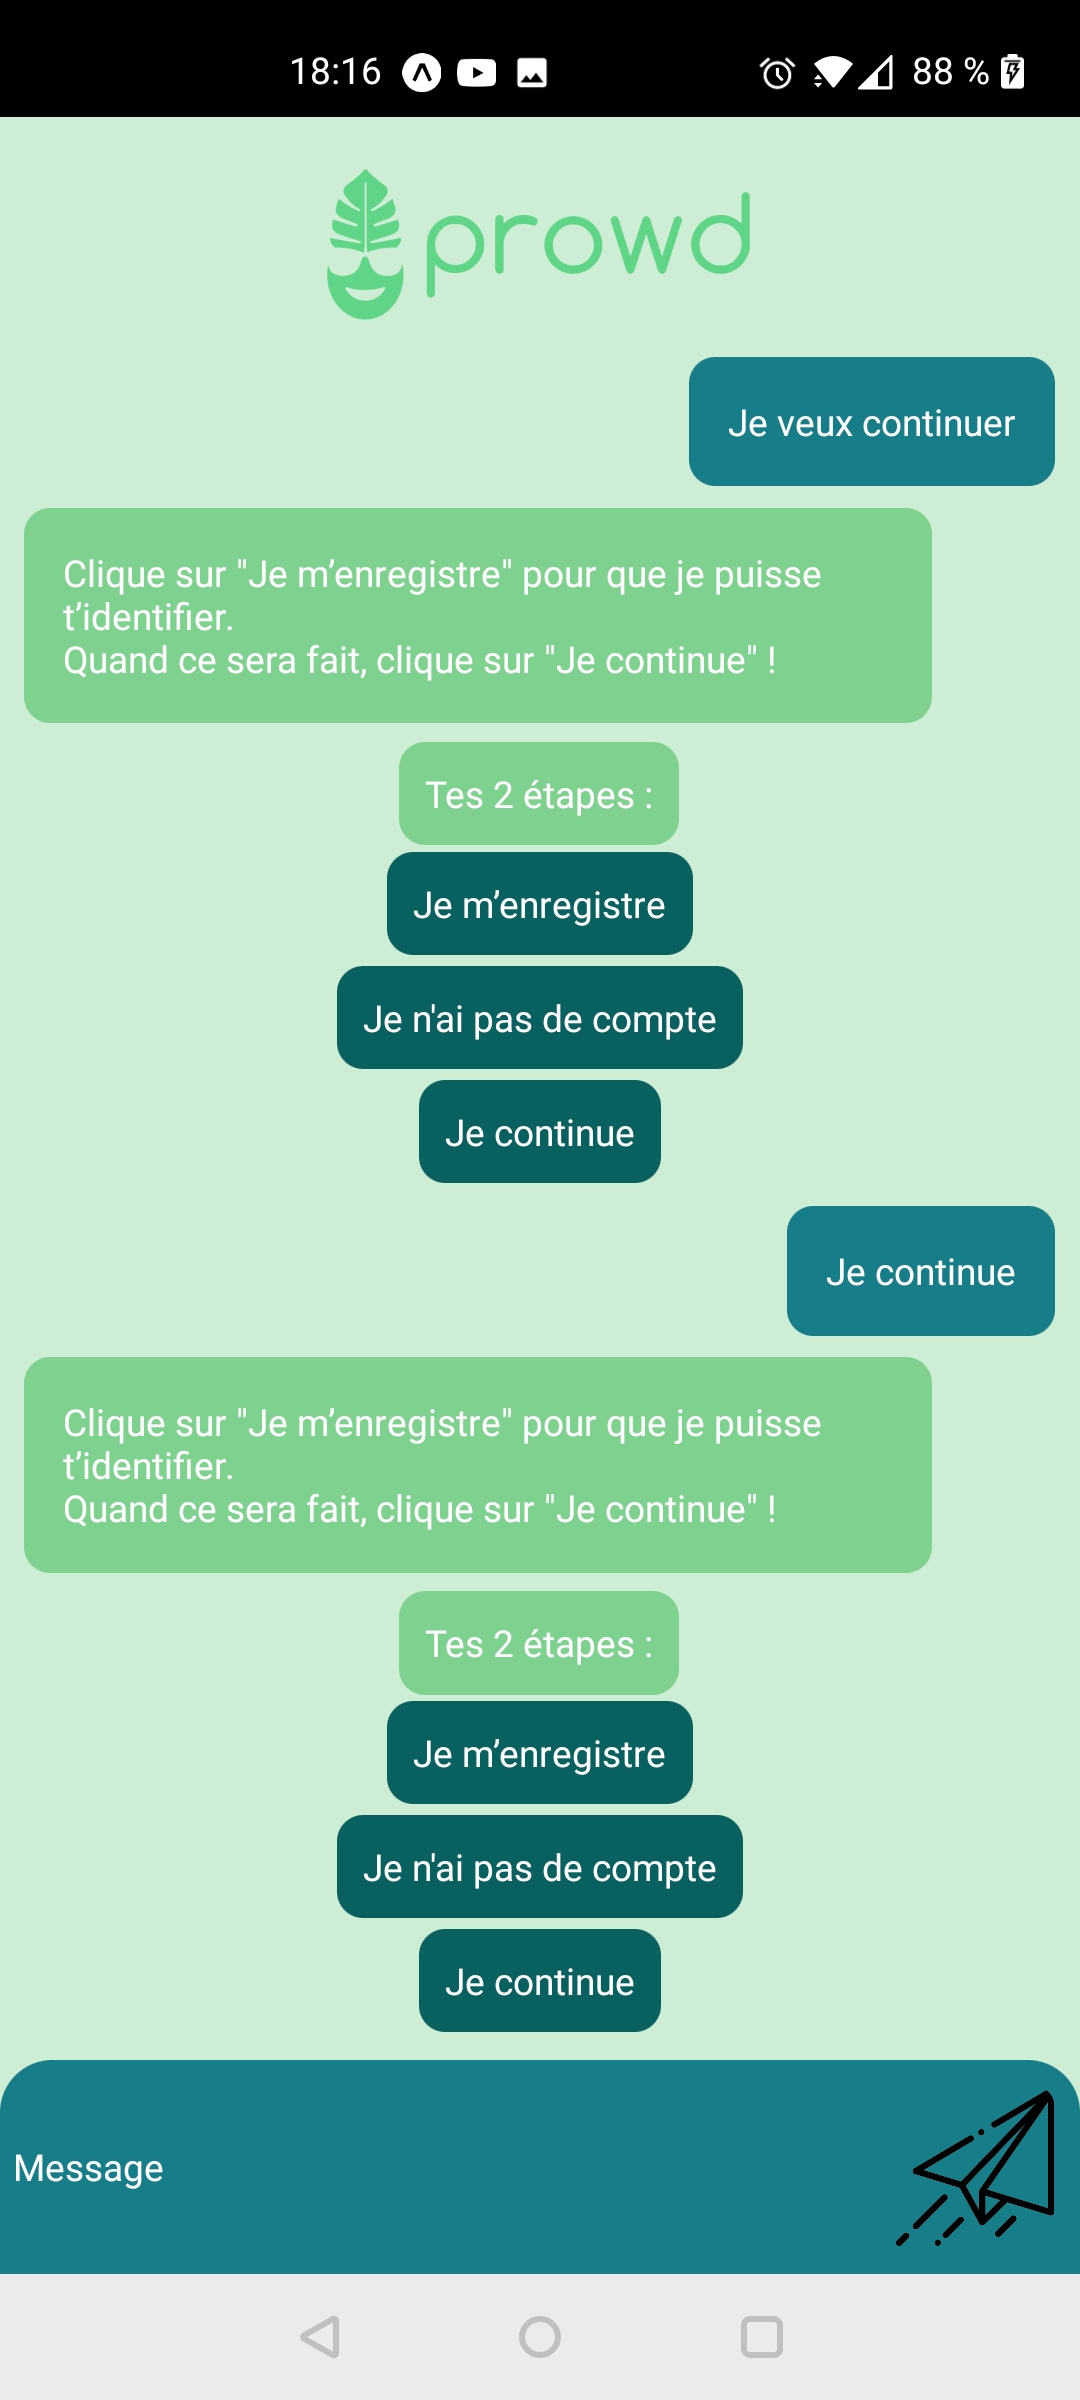 18:16
88 %
prowd
Je veux continuer
Clique sur "Je m’enregistre" pour que je puisse
t’identifier.
Quand ce sera fait, clique sur "Je continue" !
Tes 2 étapes :
Je m’enregistre
Je n'ai pas de compte
Je continue
Je continue
Clique sur "Je m’enregistre" pour que je puisse
t’identifier.
Quand ce sera fait, clique sur "Je continue" !
Tes 2 étapes :
Je m’enregistre
Je n'ai pas de compte
Je continue
Message